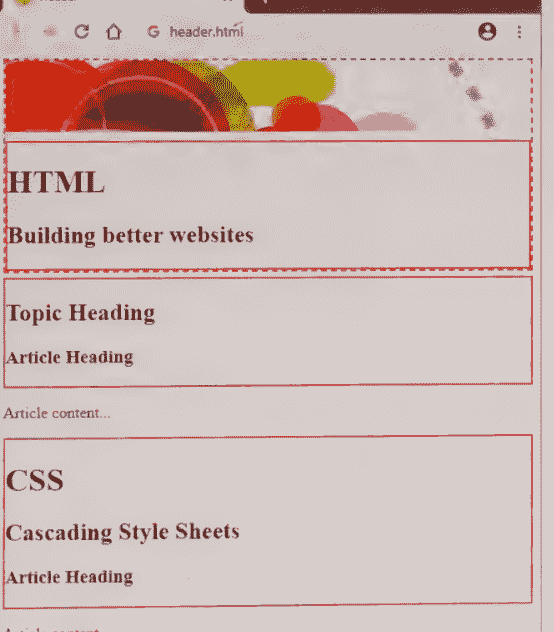 header.html
HTML
Building better websites
Topic Heading
Article Heading
Article content...
CSS
Cascading Style Sheets
Article Heading